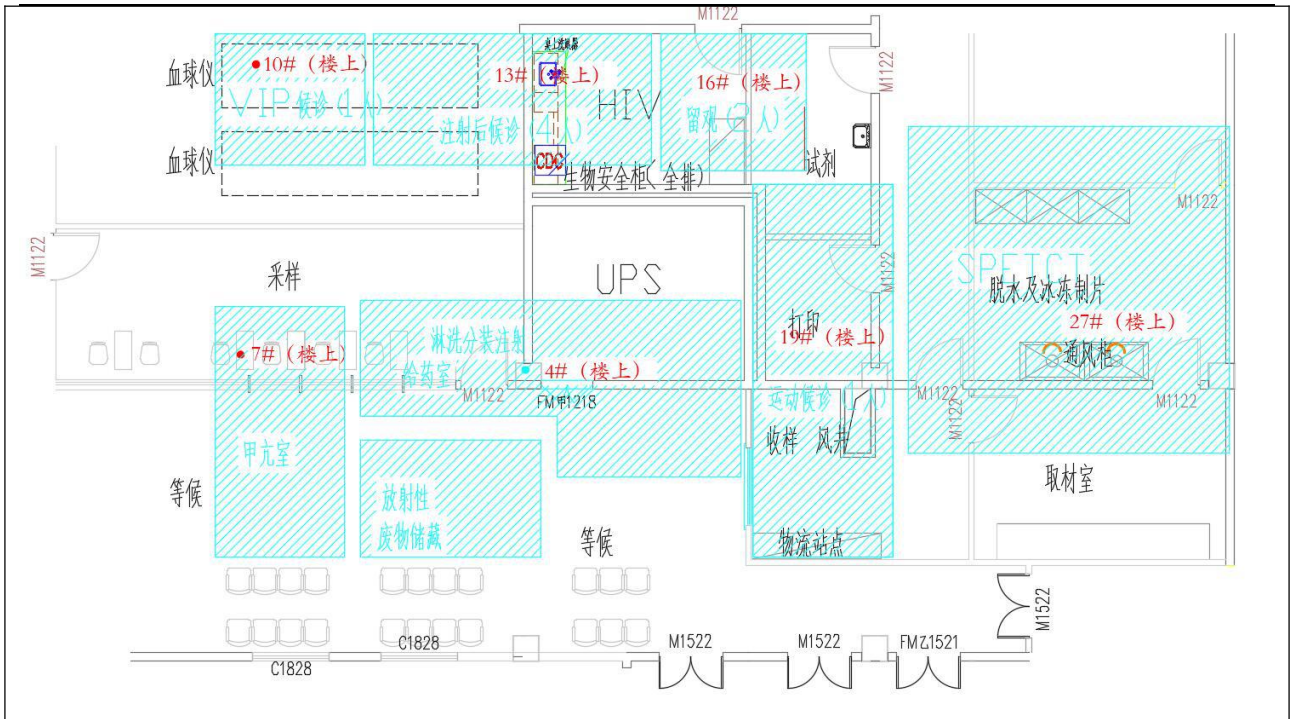 M1122
桌上洗眼器
血球仪
10#（楼上）
13#（楼上）
16#（楼上）
M1122
VIP候诊(1人)
注射后候诊(4人)
HIV
留观(2人)
血球仪
CDC
生物安全柜(全排)
试剂
M1122
M1122
采样
UPS
M1122
SPETCT
脱水及冰冻制片
打印
淋洗分装注射
给药室
7#（楼上）
4#（楼上）
19#（楼上）
27#（楼上）
通风柜
M1122
FM甲1218
运动候诊(1人)
M1122
M1122
M1122
甲亢室
收样
风井
等候
放射性
废物储藏
取材室
等候
物流站点
M1522
C1828
C1828
M1522
M1522
FM乙1521